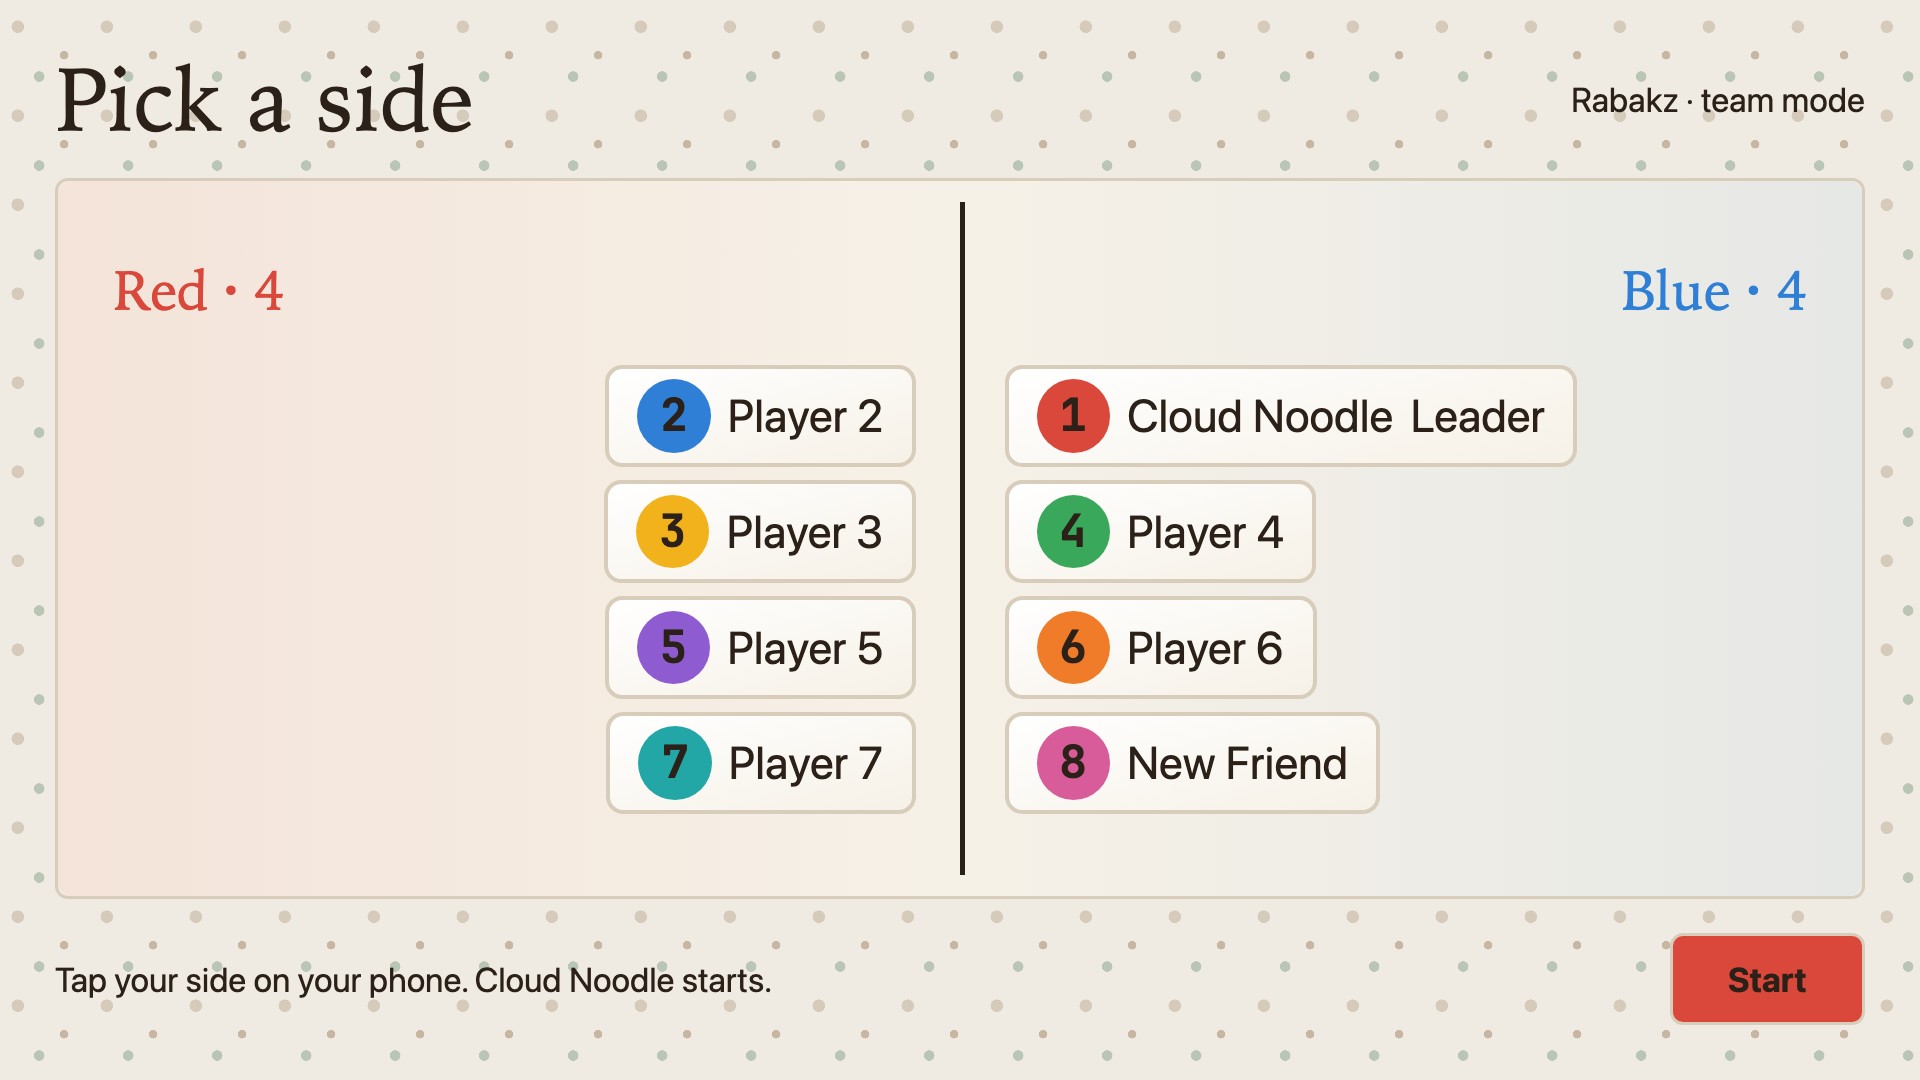 Pick a side
Rabakz · team mode
Red · 4
Blue · 4
2 Player 2
3 Player 3
5 Player 5
7 Player 7
1 Cloud Noodle Leader
4 Player 4
6 Player 6
8 New Friend
Tap your side on your phone. Cloud Noodle starts.
Start